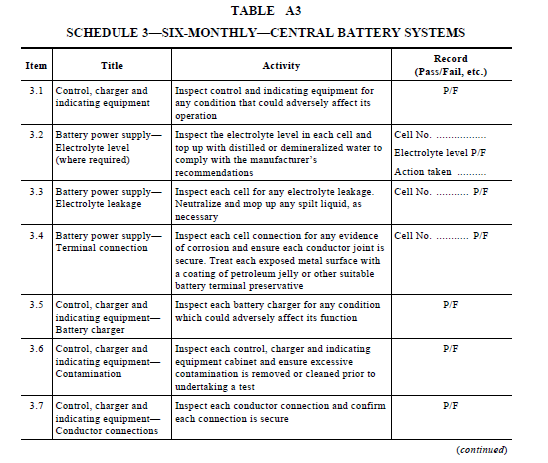 TABLE A3
SCHEDULE 3—SIX-MONTHLY—CENTRAL BATTERY SYSTEMS
Item Title Activity Record
(Pass/Fail, etc.)
3.1 Control, charger and Inspect control and indicating equipment for P/F
indicating equipment any condition that could adversely affect its
operation
3.2 Battery power supply— Inspect the electrolyte level in each cell and Cell No. .................
Electrolyte level top up with distilled or demineralized water to Electrolyte level P/F
(where required) comply with the manufacturer's
recommendations Action taken ..........
3.3 Battery power supply— Inspect each cell for any electrolyte leakage. Cell No. ........... P/F
Electrolyte leakage Neutralize and mop up any spilt liquid, as
necessary
3.4 Battery power supply— Inspect each cell connection for any evidence Cell No. ........... P/F
Terminal connection of corrosion and ensure each conductor joint is
secure. Treat each exposed metal surface with
a coating of petroleum jelly or other suitable
battery terminal preservative
3.5 Control, charger and Inspect each battery charger for any condition P/F
indicating equipment— which could adversely affect its function
Battery charger
3.6 Control, charger and Inspect each control, charger and indicating P/F
indicating equipment— equipment cabinet and ensure excessive
Contamination contamination is removed or cleaned prior to
undertaking a test
3.7 Control, charger and Inspect each conductor connection and confirm P/F
indicating equipment— each connection is secure
Conductor connections
(continued)